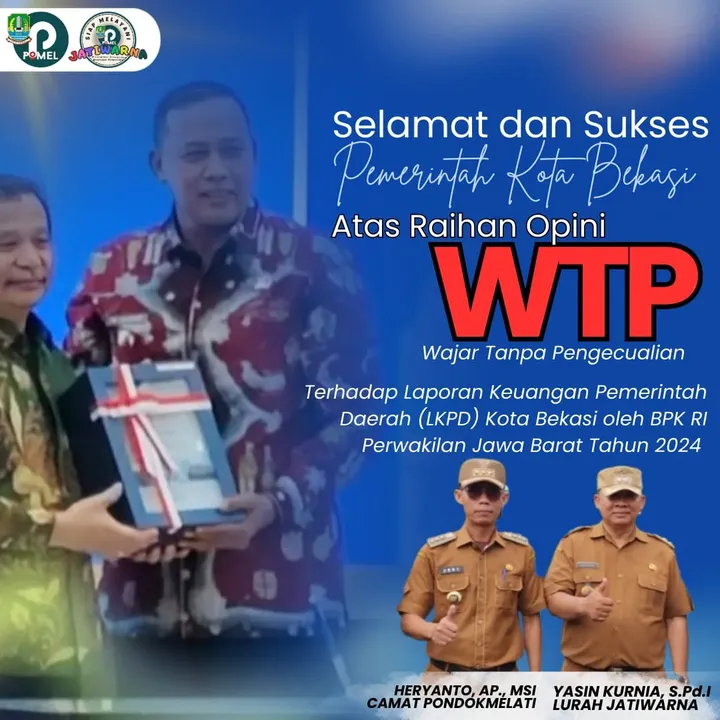 POMEL
SIAP MELAYANI
JATIWARNA
Selamat dan Sukses
Pemerintah Kota Bekasi
Atas Raihan Opini
WTP
Wajar Tanpa Pengecualian
Terhadap Laporan Keuangan Pemerintah
Daerah (LKPD) Kota Bekasi oleh BPK RI
Perwakilan Jawa Barat Tahun 2024
HERYANTO, AP., MSI
CAMAT PONDOKMELATI
YASIN KURNIA, S.Pd.I
LURAH JATIWARNA